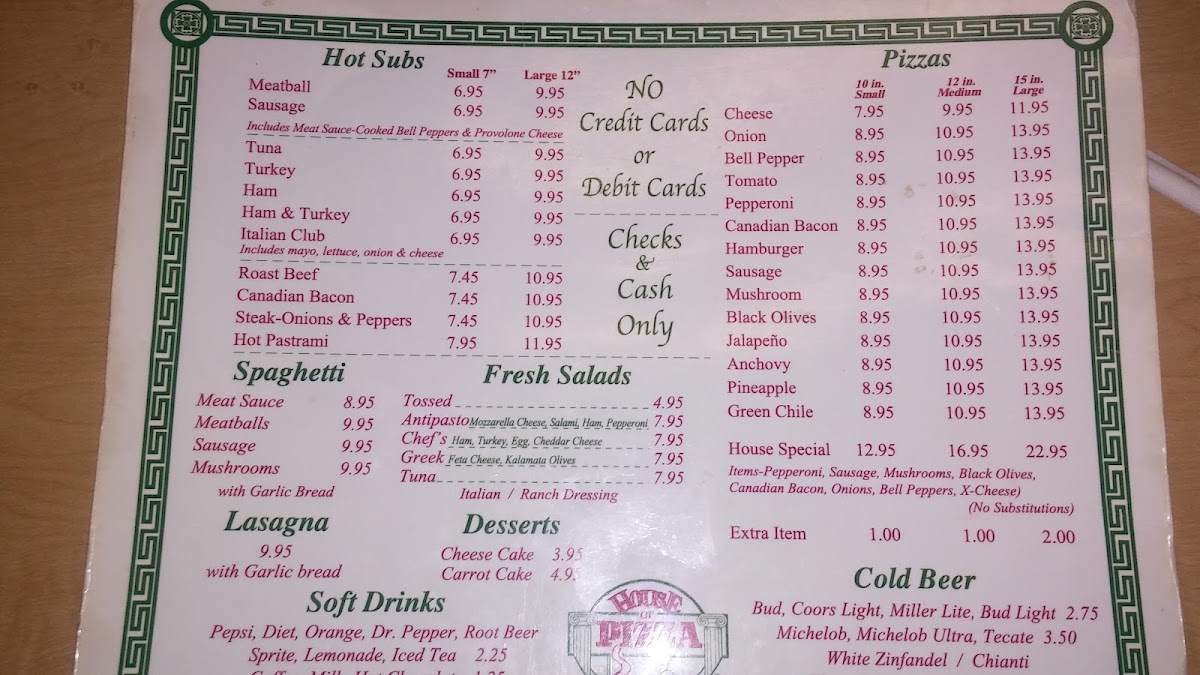 Hot Subs
Small 7" Large 12"
Meatball 6.95 9.95
Sausage 6.95 9.95
Includes Meat Sauce-Cooked Bell Peppers & Provolone Cheese
Tuna 6.95 9.95
Turkey 6.95 9.95
Ham 6.95 9.95
Ham & Turkey 6.95 9.95
Italian Club 6.95 9.95
Includes mayo, lettuce, onion & cheese
Roast Beef 7.45 10.95
Canadian Bacon 7.45 10.95
Steak-Onions & Peppers 7.45 10.95
Hot Pastrami 7.95 11.95
NO
Credit Cards
or
Debit Cards
Checks
&
Cash
Only
Pizzas
10 in. 12 in. 15 in.
Small Medium Large
Cheese 7.95 9.95 11.95
Onion 8.95 10.95 13.95
Bell Pepper 8.95 10.95 13.95
Tomato 8.95 10.95 13.95
Pepperoni 8.95 10.95 13.95
Canadian Bacon 8.95 10.95 13.95
Hamburger 8.95 10.95 13.95
Sausage 8.95 10.95 13.95
Mushroom 8.95 10.95 13.95
Black Olives 8.95 10.95 13.95
Jalapeño 8.95 10.95 13.95
Anchovy 8.95 10.95 13.95
Pineapple 8.95 10.95 13.95
Green Chile 8.95 10.95 13.95
House Special 12.95 16.95 22.95
Items-Pepperoni, Sausage, Mushrooms, Black Olives,
Canadian Bacon, Onions, Bell Peppers, X-Cheese)
(No Substitutions)
Extra Item 1.00 1.00 2.00
Spaghetti
Meat Sauce 8.95
Meatballs 9.95
Sausage 9.95
Mushrooms 9.95
with Garlic Bread
Fresh Salads
Tossed 4.95
Antipasto Mozzarella Cheese, Salami, Ham, Pepperoni 7.95
Chef's Ham, Turkey, Egg, Cheddar Cheese 7.95
Greek Feta Cheese, Kalamata Olives 7.95
Tuna 7.95
Italian / Ranch Dressing
Lasagna
9.95
with Garlic bread
Desserts
Cheese Cake 3.95
Carrot Cake 4.95
Soft Drinks
Pepsi, Diet, Orange, Dr. Pepper, Root Beer
Sprite, Lemonade, Iced Tea 2.25
HOUSE
OF
PIZZA
Cold Beer
Bud, Coors Light, Miller Lite, Bud Light 2.75
Michelob, Michelob Ultra, Tecate 3.50
White Zinfandel / Chianti